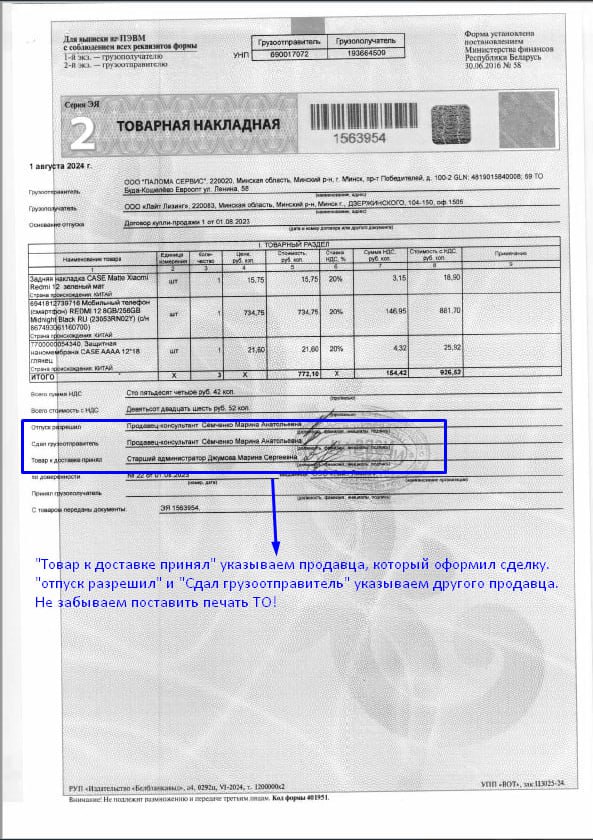 Для выписки на ПЭВМ
с соблюдением всех реквизитов формы
1-й экз. — грузополучателю
2-й экз. — грузоотправителю
Грузоотправитель Грузополучатель
УНП 690017072 193664509
Форма установлена
постановлением
Министерства финансов
Республики Беларусь
30.06.2016 № 58
Серия ЭЯ
2 ТОВАРНАЯ НАКЛАДНАЯ
1563954
1 августа 2024 г.
ООО "ПАЛОМА СЕРВИС", 220020, Минская область, Минский р-н, г. Минск, пр-т Победителей, д. 100-2 GLN: 4819015840008; 69 ТО
Грузоотправитель Буда-Кошелёво Евроопт ул. Ленина, 58
(наименование, адрес)
Грузополучатель ООО «Лайт Лизинг», 220083, Минская область, Минский р-н, Минск г., ДЗЕРЖИНСКОГО, 104-150, оф.1506
(наименование, адрес)
Основание отпуска Договор купли-продажи 1 от 01.08.2023
(дата и номер договора или другого документа)
I. ТОВАРНЫЙ РАЗДЕЛ
Наименование товара Единица измерения Коли-чество Цена, руб. коп. Стоимость, руб. коп. Ставка НДС, % Сумма НДС, руб. коп. Стоимость с НДС, руб. коп. Примечание
1 2 3 4 5 6 7 8 9
Задняя накладка CASE Matte Xiaomi
Redmi 12 зеленый мат шт 1 15,75 15,75 20% 3,15 18,90
Страна происхождения: КИТАЙ
6941812739716 Мобильный телефон
(смартфон) REDMI 12 8GB/256GB
Midnight Black RU (23053RN02Y) (с/н шт 1 734,75 734,75 20% 146,95 881,70
867493061160700)
Страна происхождения: КИТАЙ
7700000054340, Защитная
наномембрана CASE AAAA 12*18 шт 1 21,60 21,60 20% 4,32 25,92
глянец
Страна происхождения: КИТАЙ
ИТОГО X 3 X 772,10 X 154,42 926,52 X
Всего сумма НДС Сто пятьдесят четыре руб. 42 коп.
(прописью)
Всего стоимость с НДС Девятьсот двадцать шесть руб. 52 коп.
(прописью)
Отпуск разрешил Продавец-консультант Семченко Марина Анатольевна
(должность, фамилия, инициалы, подпись)
Сдал грузоотправитель Продавец-консультант Семченко Марина Анатольевна
(должность, фамилия, инициалы, подпись)
Товар к доставке принял Старший администратор Джумова Марина Сергеевна
(должность, фамилия, инициалы, подпись)
по доверенности № 22 от 01.08.2023
(номер, дата) (наименование организации)
Принял грузополучатель
(должность, фамилия, инициалы, подпись)
С товаром переданы документы: ЭЯ 1563954,
"Товар к доставке принял" указываем продавца, который оформил сделку.
"отпуск разрешил" и "Сдал грузоотправитель" указываем другого продавца.
Не забываем поставить печать ТО!
РУП «Издательство «Белбланкавыд», а4, 0292ц, VI-2024, т. 1200000х2 УПП «ВОТ», зак.Ц3025-24.
Внимание! Не подлежит размножению и передаче третьим лицам. Код формы 401951.